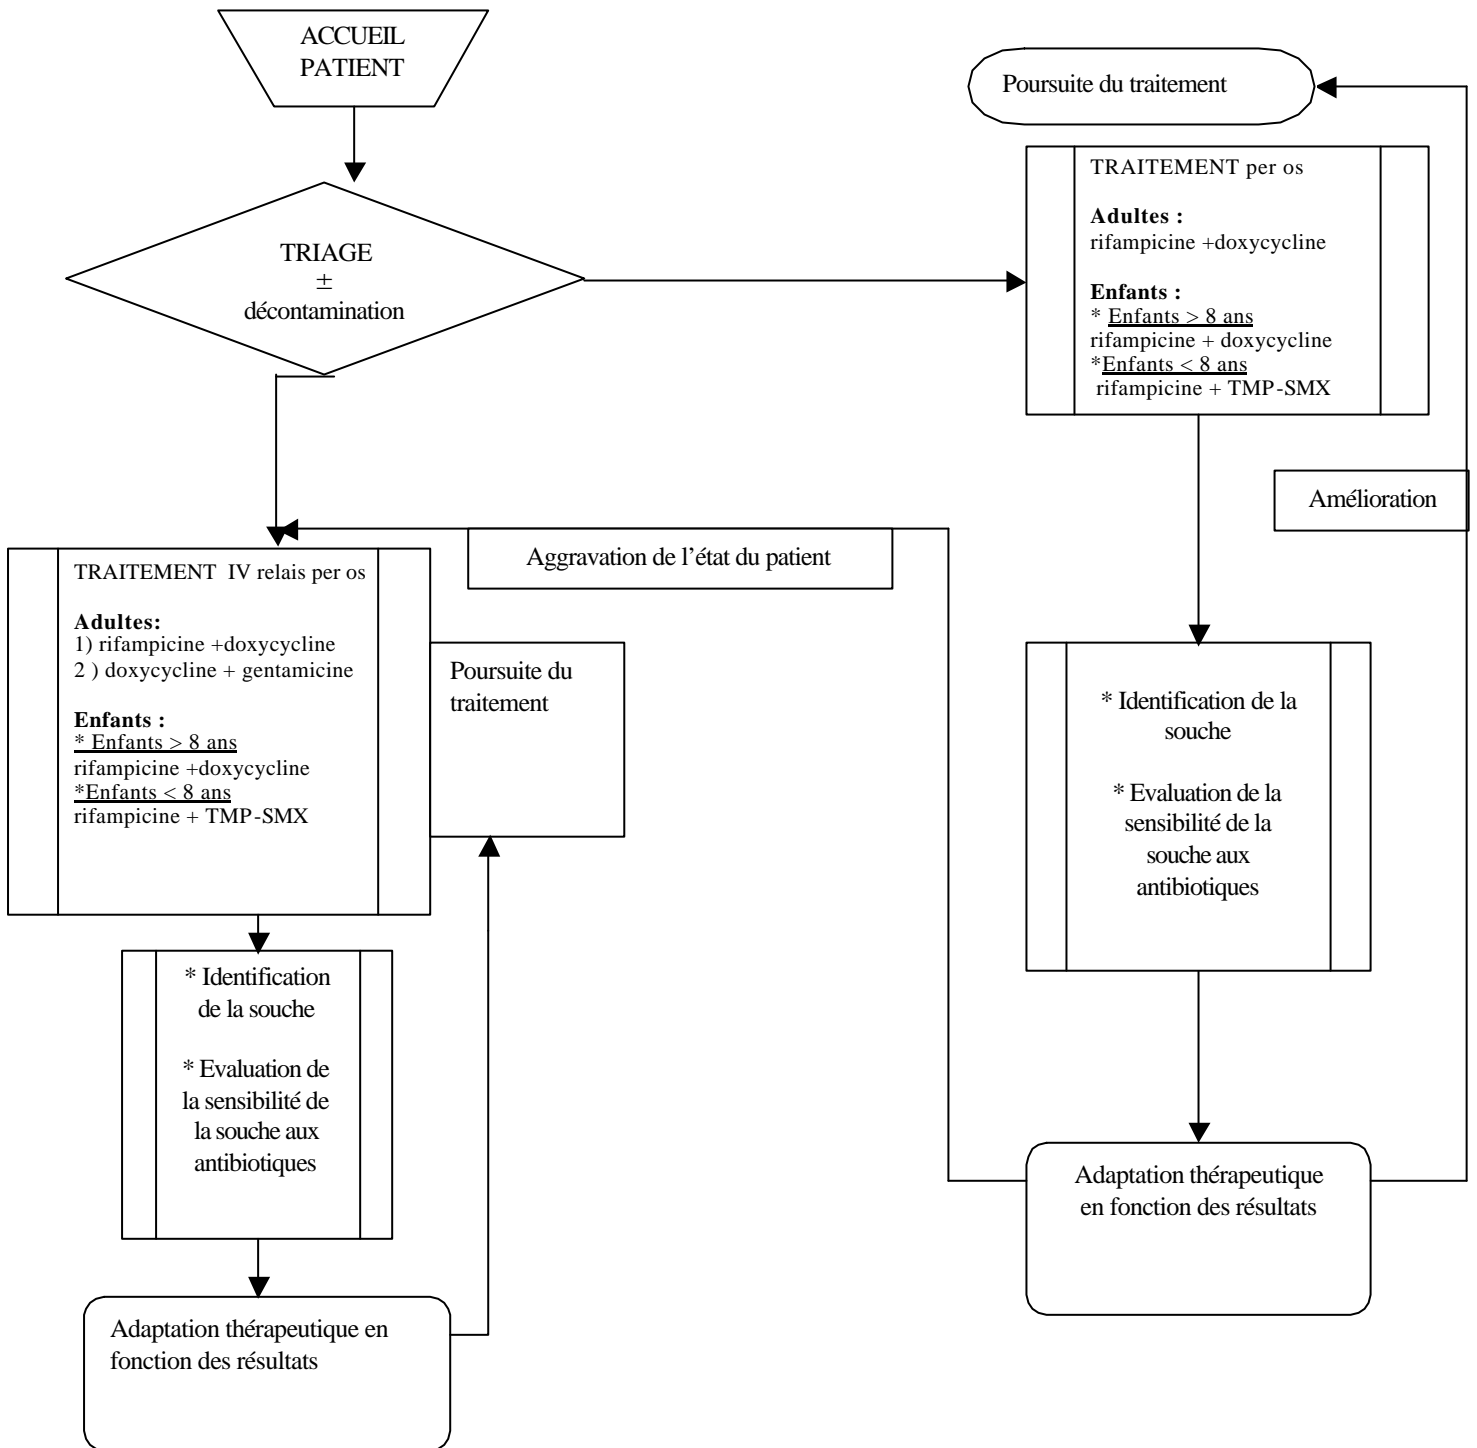 ACCUEIL
PATIENT
TRIAGE
±
décontamination
Poursuite du traitement
TRAITEMENT per os
Adultes :
rifampicine +doxycycline
Enfants :
* Enfants > 8 ans
rifampicine + doxycycline
*Enfants < 8 ans
rifampicine + TMP-SMX
Amélioration
Aggravation de l’état du patient
TRAITEMENT IV relais per os
Adultes:
1) rifampicine +doxycycline
2 ) doxycycline + gentamicine
Enfants :
* Enfants > 8 ans
rifampicine +doxycycline
*Enfants < 8 ans
rifampicine + TMP-SMX
Poursuite du
traitement
* Identification de la
souche
* Evaluation de la
sensibilité de la
souche aux
antibiotiques
* Identification
de la souche
* Evaluation de
la sensibilité de
la souche aux
antibiotiques
Adaptation thérapeutique
en fonction des résultats
Adaptation thérapeutique en
fonction des résultats